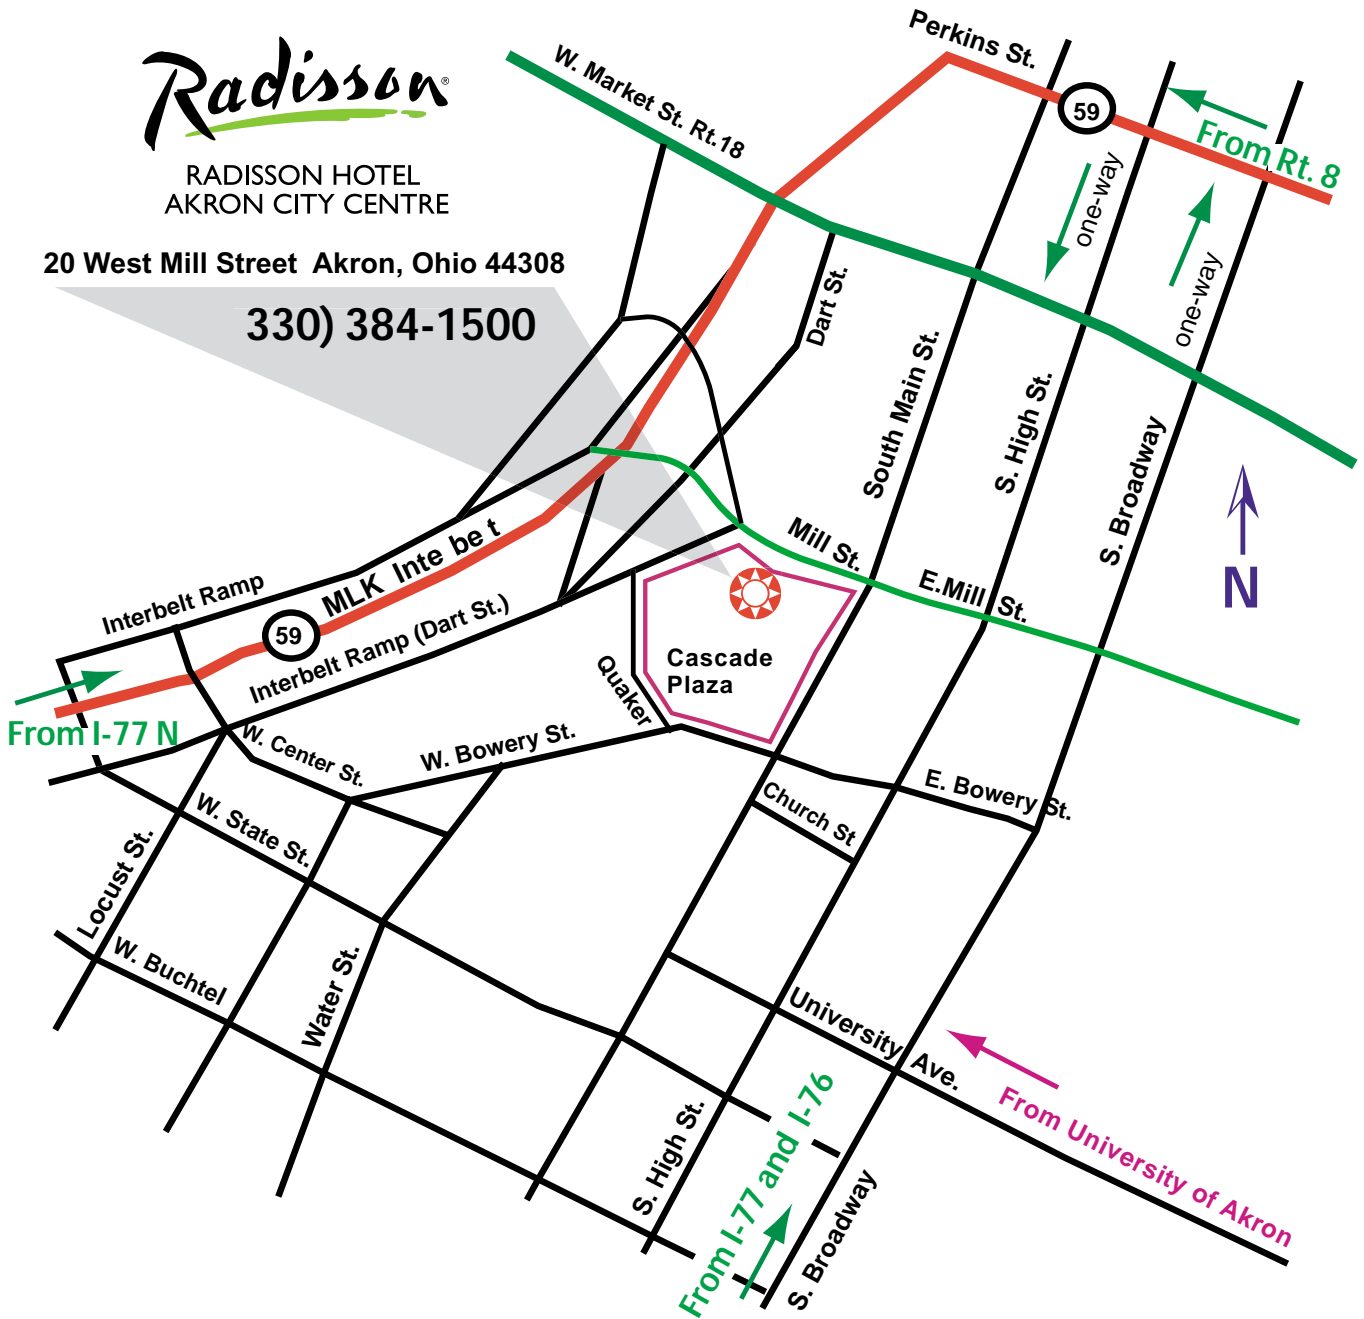 Radisson®
RADISSON HOTEL
AKRON CITY CENTRE
20 West Mill Street Akron, Ohio 44308
330) 384-1500
Perkins St.
W. Market St. Rt.18
59
From Rt. 8
one-way
one-way
Dart St.
South Main St.
S. High St.
S. Broadway
N
Mill St.
E.Mill St.
Interbelt Ramp
MLK Inte be t
59
Interbelt Ramp (Dart St.)
From I-77 N
Cascade
Plaza
Quaker
W. Center St.
W. Bowery St.
E. Bowery St.
Church St
W. State St.
Locust St.
W. Buchtel
Water St.
University Ave.
From University of Akron
S. High St.
From I-77 and I-76
S. Broadway